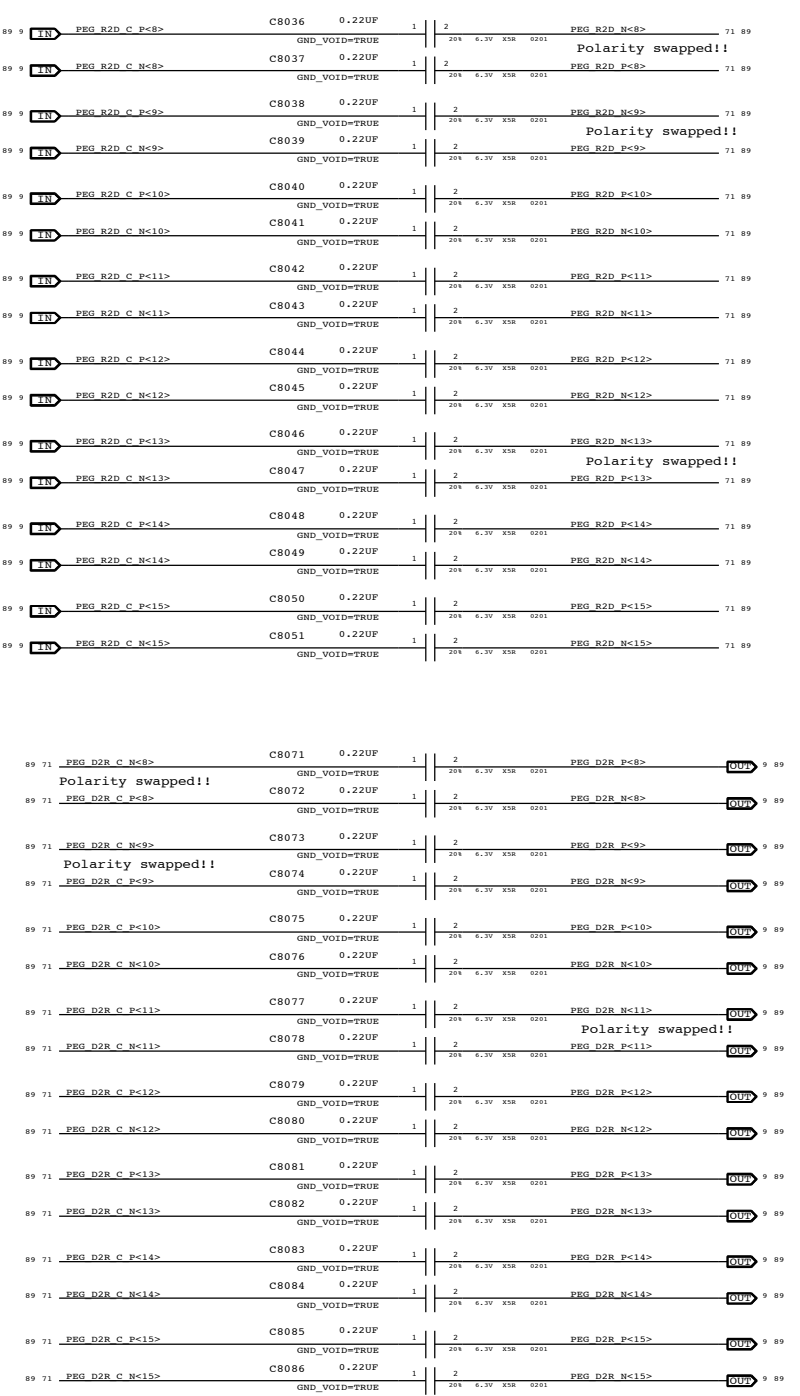 C8036 0.22UF
89 9 IN PEG_R2D_C_P<8> 1 2 PEG_R2D_N<8> 71 89
GND_VOID=TRUE 20% 6.3V X5R 0201
Polarity swapped!!
C8037 0.22UF
89 9 IN PEG_R2D_C_N<8> 1 2 PEG_R2D_P<8> 71 89
GND_VOID=TRUE 20% 6.3V X5R 0201
C8038 0.22UF
89 9 IN PEG_R2D_C_P<9> 1 2 PEG_R2D_N<9> 71 89
GND_VOID=TRUE 20% 6.3V X5R 0201
Polarity swapped!!
C8039 0.22UF
89 9 IN PEG_R2D_C_N<9> 1 2 PEG_R2D_P<9> 71 89
GND_VOID=TRUE 20% 6.3V X5R 0201
C8040 0.22UF
89 9 IN PEG_R2D_C_P<10> 1 2 PEG_R2D_P<10> 71 89
GND_VOID=TRUE 20% 6.3V X5R 0201
C8041 0.22UF
89 9 IN PEG_R2D_C_N<10> 1 2 PEG_R2D_N<10> 71 89
GND_VOID=TRUE 20% 6.3V X5R 0201
C8042 0.22UF
89 9 IN PEG_R2D_C_P<11> 1 2 PEG_R2D_P<11> 71 89
GND_VOID=TRUE 20% 6.3V X5R 0201
C8043 0.22UF
89 9 IN PEG_R2D_C_N<11> 1 2 PEG_R2D_N<11> 71 89
GND_VOID=TRUE 20% 6.3V X5R 0201
C8044 0.22UF
89 9 IN PEG_R2D_C_P<12> 1 2 PEG_R2D_P<12> 71 89
GND_VOID=TRUE 20% 6.3V X5R 0201
C8045 0.22UF
89 9 IN PEG_R2D_C_N<12> 1 2 PEG_R2D_N<12> 71 89
GND_VOID=TRUE 20% 6.3V X5R 0201
C8046 0.22UF
89 9 IN PEG_R2D_C_P<13> 1 2 PEG_R2D_N<13> 71 89
GND_VOID=TRUE 20% 6.3V X5R 0201
Polarity swapped!!
C8047 0.22UF
89 9 IN PEG_R2D_C_N<13> 1 2 PEG_R2D_P<13> 71 89
GND_VOID=TRUE 20% 6.3V X5R 0201
C8048 0.22UF
89 9 IN PEG_R2D_C_P<14> 1 2 PEG_R2D_P<14> 71 89
GND_VOID=TRUE 20% 6.3V X5R 0201
C8049 0.22UF
89 9 IN PEG_R2D_C_N<14> 1 2 PEG_R2D_N<14> 71 89
GND_VOID=TRUE 20% 6.3V X5R 0201
C8050 0.22UF
89 9 IN PEG_R2D_C_P<15> 1 2 PEG_R2D_P<15> 71 89
GND_VOID=TRUE 20% 6.3V X5R 0201
C8051 0.22UF
89 9 IN PEG_R2D_C_N<15> 1 2 PEG_R2D_N<15> 71 89
GND_VOID=TRUE 20% 6.3V X5R 0201
C8071 0.22UF
89 71 PEG_D2R_C_N<8> 1 2 PEG_D2R_P<8> OUT 9 89
GND_VOID=TRUE 20% 6.3V X5R 0201
Polarity swapped!!
C8072 0.22UF
89 71 PEG_D2R_C_P<8> 1 2 PEG_D2R_N<8> OUT 9 89
GND_VOID=TRUE 20% 6.3V X5R 0201
C8073 0.22UF
89 71 PEG_D2R_C_N<9> 1 2 PEG_D2R_P<9> OUT 9 89
GND_VOID=TRUE 20% 6.3V X5R 0201
Polarity swapped!!
C8074 0.22UF
89 71 PEG_D2R_C_P<9> 1 2 PEG_D2R_N<9> OUT 9 89
GND_VOID=TRUE 20% 6.3V X5R 0201
C8075 0.22UF
89 71 PEG_D2R_C_P<10> 1 2 PEG_D2R_P<10> OUT 9 89
GND_VOID=TRUE 20% 6.3V X5R 0201
C8076 0.22UF
89 71 PEG_D2R_C_N<10> 1 2 PEG_D2R_N<10> OUT 9 89
GND_VOID=TRUE 20% 6.3V X5R 0201
C8077 0.22UF
89 71 PEG_D2R_C_P<11> 1 2 PEG_D2R_N<11> OUT 9 89
GND_VOID=TRUE 20% 6.3V X5R 0201
Polarity swapped!!
C8078 0.22UF
89 71 PEG_D2R_C_N<11> 1 2 PEG_D2R_P<11> OUT 9 89
GND_VOID=TRUE 20% 6.3V X5R 0201
C8079 0.22UF
89 71 PEG_D2R_C_P<12> 1 2 PEG_D2R_P<12> OUT 9 89
GND_VOID=TRUE 20% 6.3V X5R 0201
C8080 0.22UF
89 71 PEG_D2R_C_N<12> 1 2 PEG_D2R_N<12> OUT 9 89
GND_VOID=TRUE 20% 6.3V X5R 0201
C8081 0.22UF
89 71 PEG_D2R_C_P<13> 1 2 PEG_D2R_P<13> OUT 9 89
GND_VOID=TRUE 20% 6.3V X5R 0201
C8082 0.22UF
89 71 PEG_D2R_C_N<13> 1 2 PEG_D2R_N<13> OUT 9 89
GND_VOID=TRUE 20% 6.3V X5R 0201
C8083 0.22UF
89 71 PEG_D2R_C_P<14> 1 2 PEG_D2R_P<14> OUT 9 89
GND_VOID=TRUE 20% 6.3V X5R 0201
C8084 0.22UF
89 71 PEG_D2R_C_N<14> 1 2 PEG_D2R_N<14> OUT 9 89
GND_VOID=TRUE 20% 6.3V X5R 0201
C8085 0.22UF
89 71 PEG_D2R_C_P<15> 1 2 PEG_D2R_P<15> OUT 9 89
GND_VOID=TRUE 20% 6.3V X5R 0201
C8086 0.22UF
89 71 PEG_D2R_C_N<15> 1 2 PEG_D2R_N<15> OUT 9 89
GND_VOID=TRUE 20% 6.3V X5R 0201